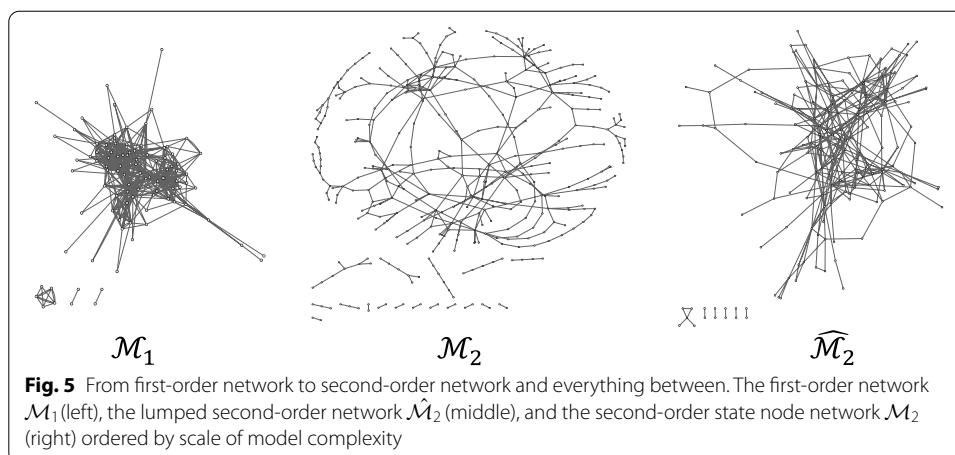 ℳ₁ ℳ₂ \widehat{ℳ₂}
Fig. 5 From first-order network to second-order network and everything between. The first-order network
ℳ₁(left), the lumped second-order network ℳ̂₂ (middle), and the second-order state node network ℳ₂
(right) ordered by scale of model complexity